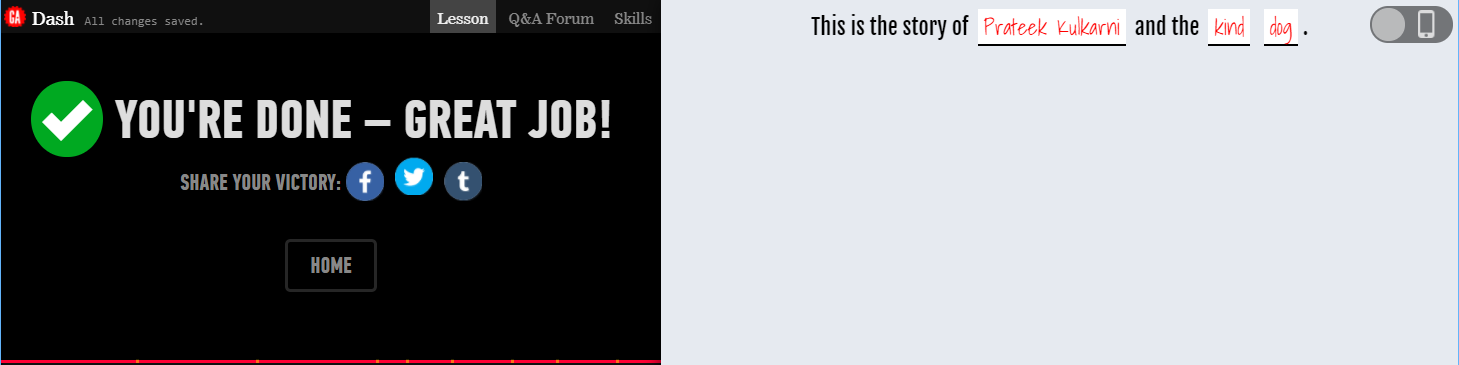 GA Dash All changes saved. Lesson Q&A Forum Skills
YOU'RE DONE – GREAT JOB!
SHARE YOUR VICTORY: f t
HOME
This is the story of Prateek Kulkarni and the kind dog .